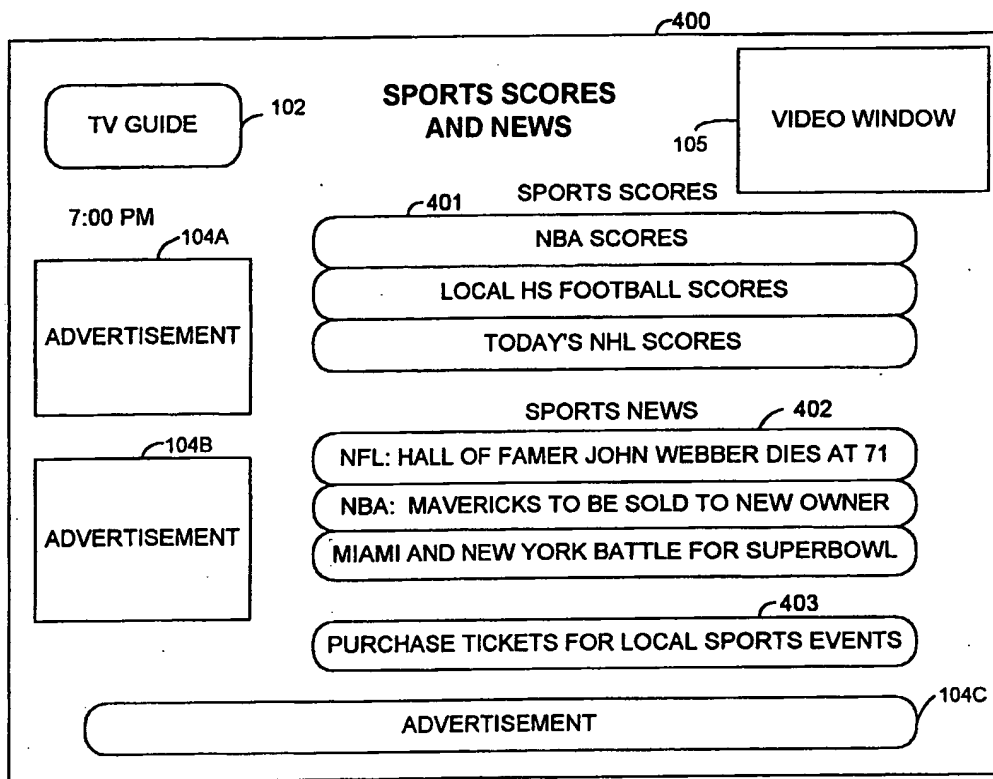 400
TV GUIDE
102
SPORTS SCORES
AND NEWS
VIDEO WINDOW
105
7:00 PM
SPORTS SCORES
401
NBA SCORES
LOCAL HS FOOTBALL SCORES
TODAY'S NHL SCORES
104A
ADVERTISEMENT
SPORTS NEWS
402
NFL: HALL OF FAMER JOHN WEBBER DIES AT 71
NBA: MAVERICKS TO BE SOLD TO NEW OWNER
MIAMI AND NEW YORK BATTLE FOR SUPERBOWL
104B
ADVERTISEMENT
403
PURCHASE TICKETS FOR LOCAL SPORTS EVENTS
104C
ADVERTISEMENT